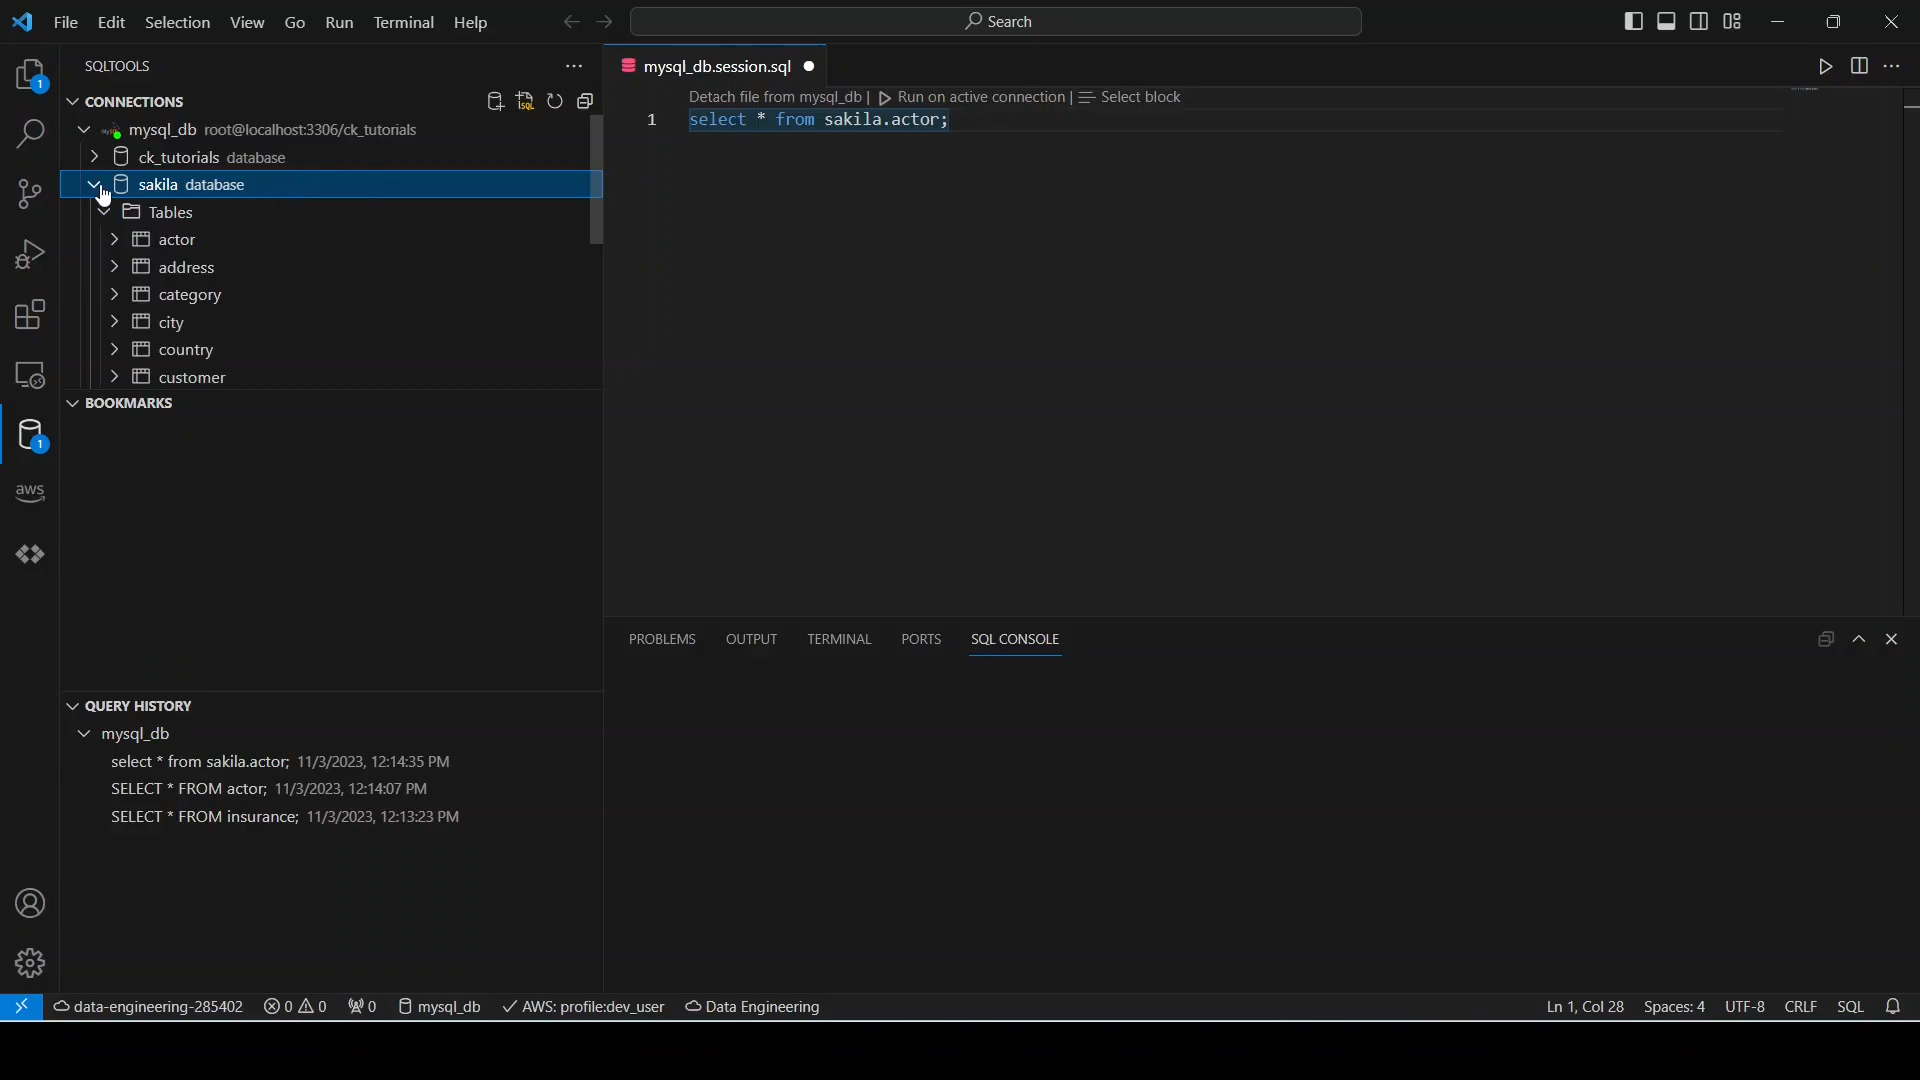 File Edit Selection View Go Run Terminal Help
Search
SQLTOOLS
CONNECTIONS
mysql_db root@localhost:3306/ck_tutorials
ck_tutorials database
sakila database
Tables
actor
address
category
city
country
customer
BOOKMARKS
QUERY HISTORY
mysql_db
select * from sakila.actor; 11/3/2023, 12:14:35 PM
SELECT * FROM actor; 11/3/2023, 12:14:07 PM
SELECT * FROM insurance; 11/3/2023, 12:13:23 PM
1
1
aws
mysql_db.session.sql
Detach file from mysql_db | Run on active connection | Select block
1 select * from sakila.actor;
PROBLEMS OUTPUT TERMINAL PORTS SQL CONSOLE
data-engineering-285402 0 0 0 mysql_db AWS: profile:dev_user Data Engineering Ln 1, Col 28 Spaces: 4 UTF-8 CRLF SQL